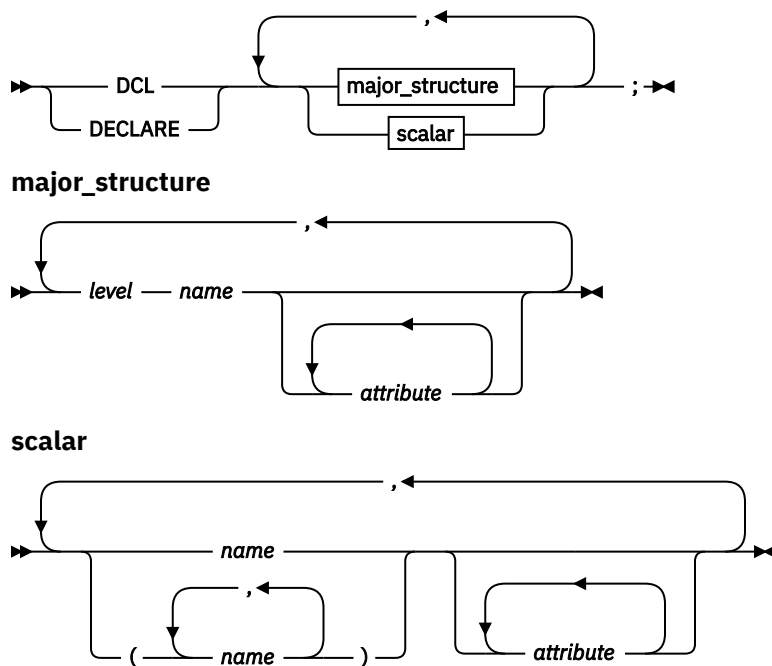 ,
DCL major_structure ;
DECLARE scalar
major_structure
,
level name
attribute
scalar
,
name
,
( name ) attribute